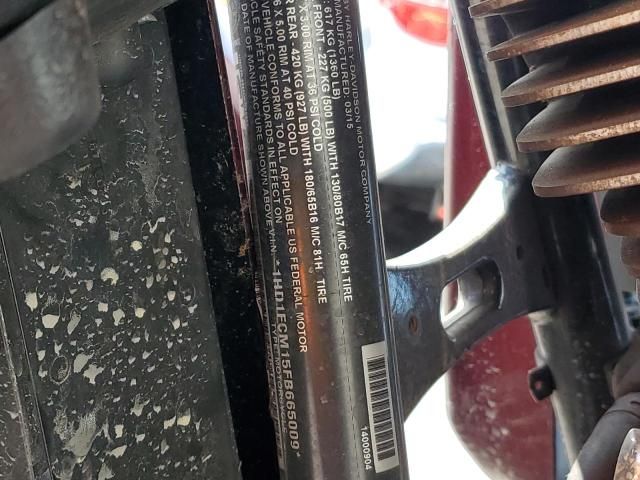 BY HARLEY-DAVIDSON MOTOR COMPANY
MANUFACTURED: 03/15
617 KG (1360 LB)
FRONT 227 KG (500 LB) WITH 130/80B17 M/C 65H TIRE
X 3.00 RIM AT 36 PSI COLD
REAR 420 KG (927 LB) WITH 180/65B16 M/C 81H TIRE
X 5.00 RIM AT 40 PSI COLD
VEHICLE CONFORMS TO ALL APPLICABLE US FEDERAL MOTOR
SAFETY STANDARDS IN EFFECT ON
DATE OF MANUFACTURE SHOWN ABOVE VIN:
*1HD1FCM15FB665009*
14000904